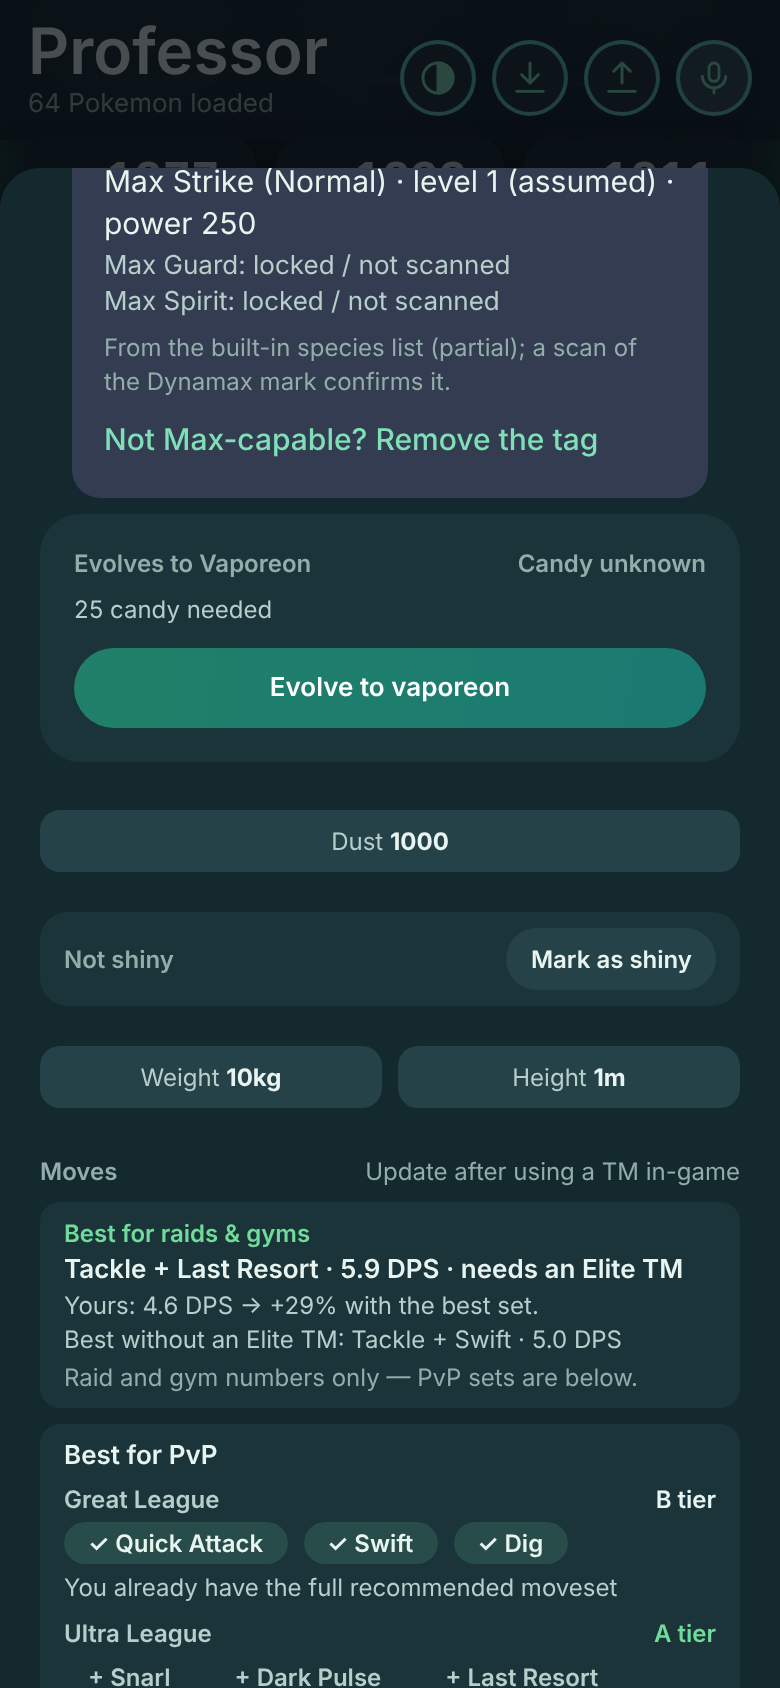 Professor
64 Pokemon loaded
Max Strike (Normal) · level 1 (assumed) ·
power 250
Max Guard: locked / not scanned
Max Spirit: locked / not scanned
From the built-in species list (partial); a scan of
the Dynamax mark confirms it.
Not Max-capable? Remove the tag
Evolves to Vaporeon
Candy unknown
25 candy needed
Evolve to vaporeon
Dust 1000
Not shiny
Mark as shiny
Weight 10kg
Height 1m
Moves
Update after using a TM in-game
Best for raids & gyms
Tackle + Last Resort · 5.9 DPS · needs an Elite TM
Yours: 4.6 DPS → +29% with the best set.
Best without an Elite TM: Tackle + Swift · 5.0 DPS
Raid and gym numbers only — PvP sets are below.
Best for PvP
Great League
B tier
✓ Quick Attack
✓ Swift
✓ Dig
You already have the full recommended moveset
Ultra League
A tier
+ Snarl
+ Dark Pulse
+ Last Resort